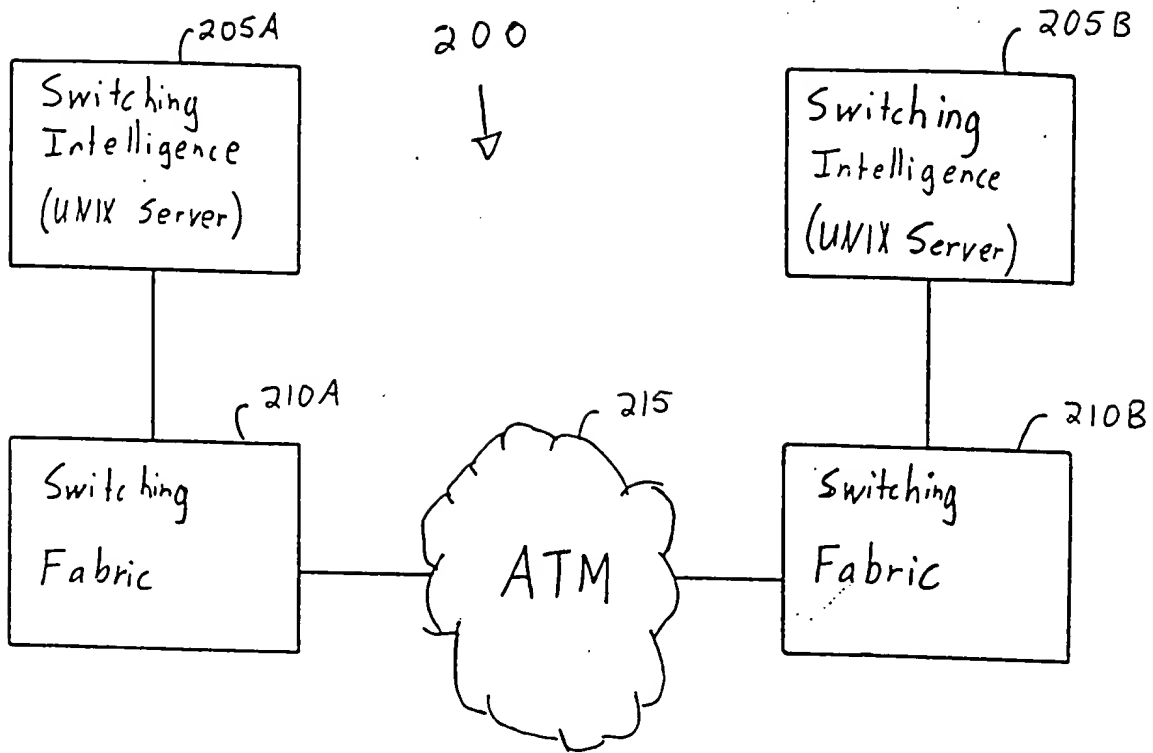 205A
200
205B
Switching
Intelligence
(UNIX Server)
Switching
Intelligence
(UNIX Server)
210A
215
210B
Switching
Fabric
ATM
Switching
Fabric